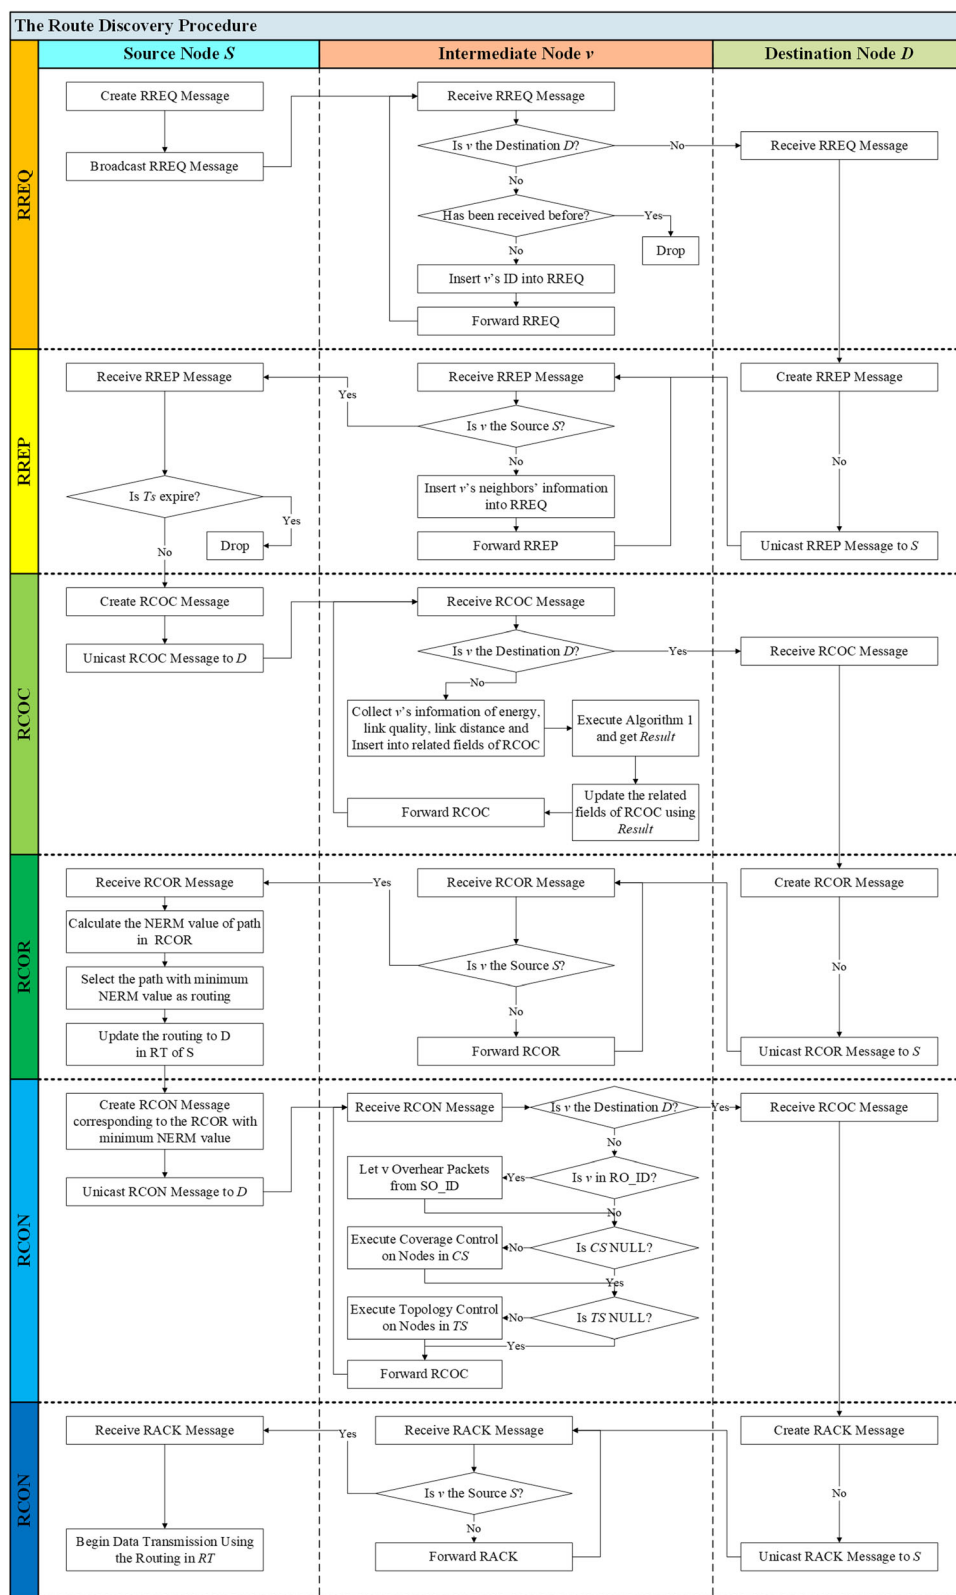 The Route Discovery Procedure
Source Node S
Intermediate Node v
Destination Node D
RREQ
Create RREQ Message
Broadcast RREQ Message
Receive RREQ Message
Is v the Destination D?
No
Receive RREQ Message
No
Has been received before?
Yes
Drop
No
Insert v's ID into RREQ
Forward RREQ
RREP
Receive RREP Message
Yes
Receive RREP Message
Create RREP Message
Is v the Source S?
No
No
Is Ts expire?
Yes
Drop
No
Insert v's neighbors' information
into RREQ
Forward RREP
Unicast RREP Message to S
RCOC
Create RCOC Message
Unicast RCOC Message to D
Receive RCOC Message
Is v the Destination D?
Yes
Receive RCOC Message
No
Collect v's information of energy,
link quality, link distance and
Insert into related fields of RCOC
Execute Algorithm 1
and get Result
Update the related
fields of RCOC using
Result
Forward RCOC
RCOR
Receive RCOR Message
Yes
Receive RCOR Message
Create RCOR Message
Calculate the NERM value of path
in RCOR
Select the path with minimum
NERM value as routing
Update the routing to D
in RT of S
Is v the Source S?
No
No
Forward RCOR
Unicast RCOR Message to S
RCON
Create RCON Message
corresponding to the RCOR with
minimum NERM value
Unicast RCON Message to D
Receive RCON Message
Is v the Destination D?
Yes
Receive RCOC Message
No
Let v Overhear Packets
from SO_ID
Yes
Is v in RO_ID?
No
Execute Coverage Control
on Nodes in CS
No
Is CS NULL?
Yes
Execute Topology Control
on Nodes in TS
No
Is TS NULL?
Yes
Forward RCOC
RCON
Receive RACK Message
Yes
Receive RACK Message
Create RACK Message
Is v the Source S?
No
No
Begin Data Transmission Using
the Routing in RT
Forward RACK
Unicast RACK Message to S